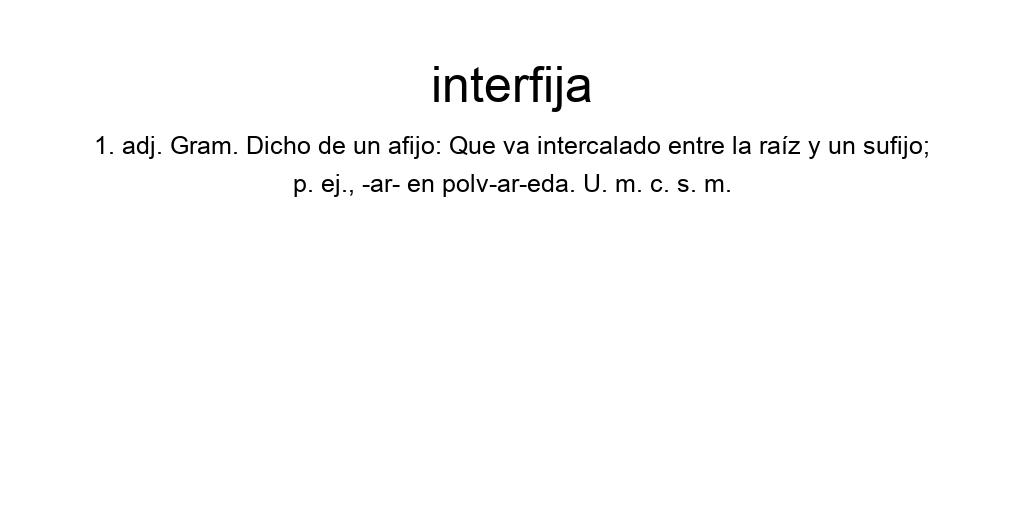 interfija
1. adj. Gram. Dicho de un afijo: Que va intercalado entre la raíz y un sufijo;
p. ej., -ar- en polv-ar-eda. U. m. c. s. m.